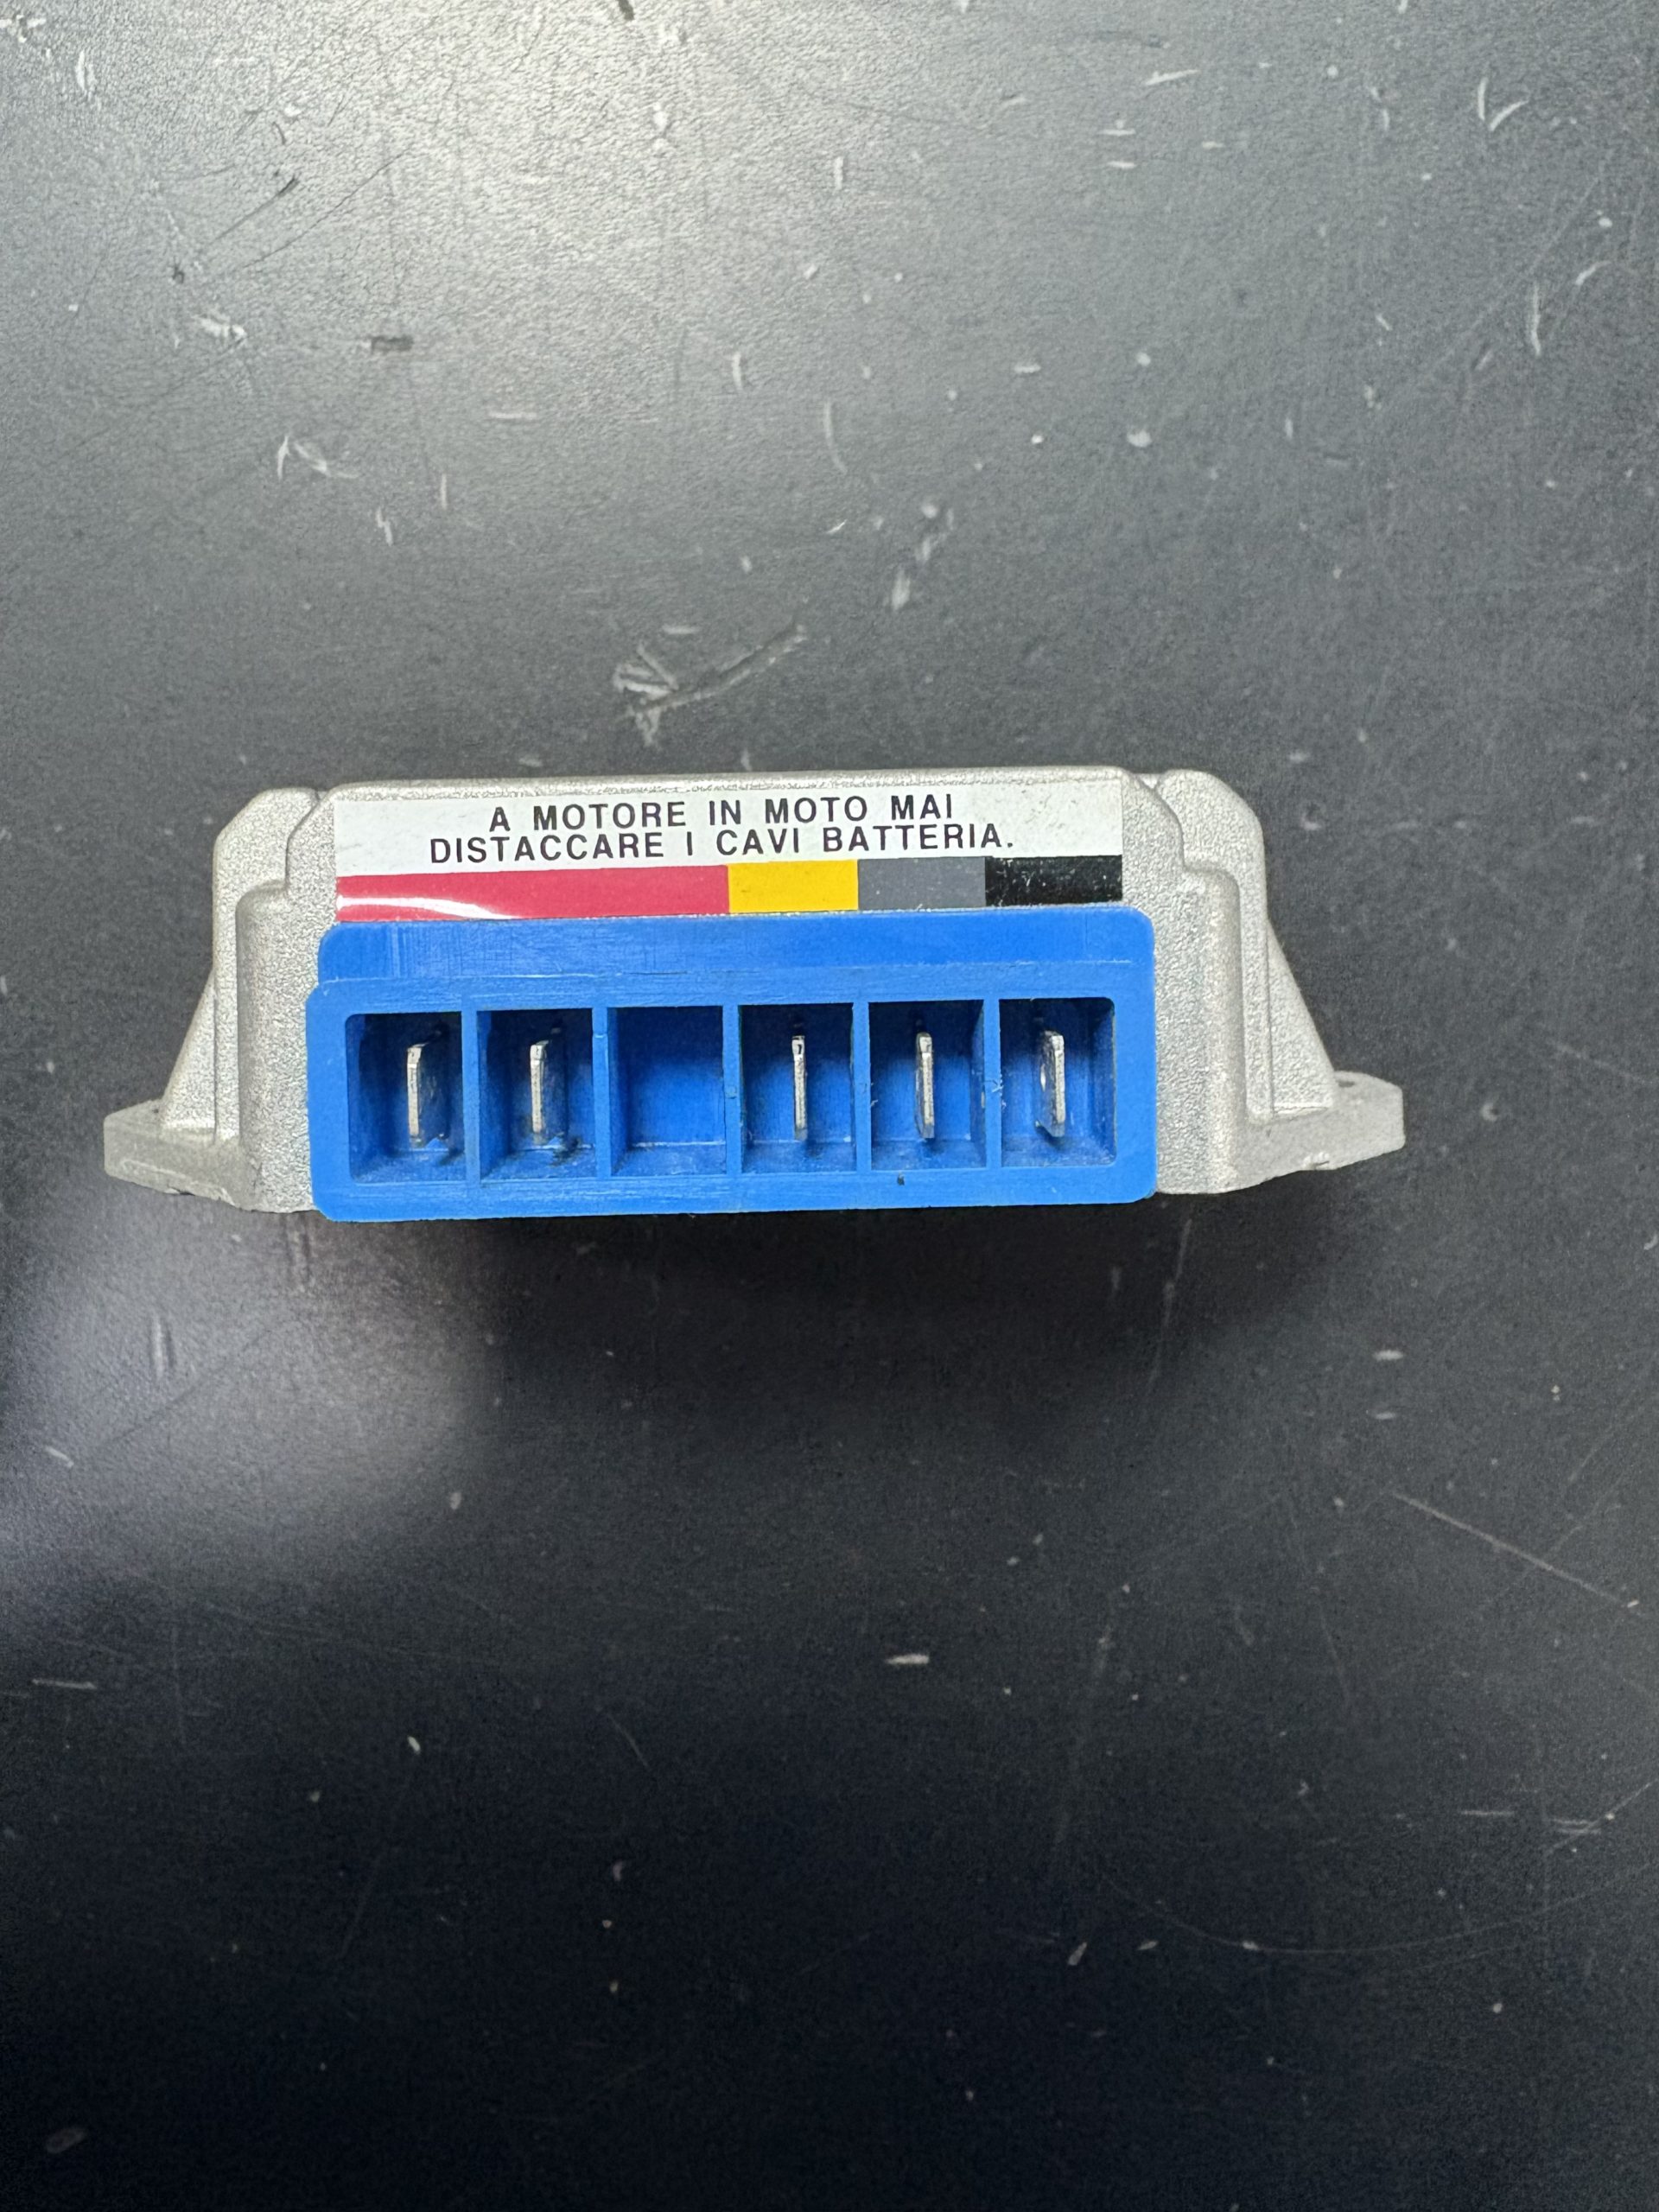 A MOTORE IN MOTO MAI
DISTACCARE I CAVI BATTERIA.